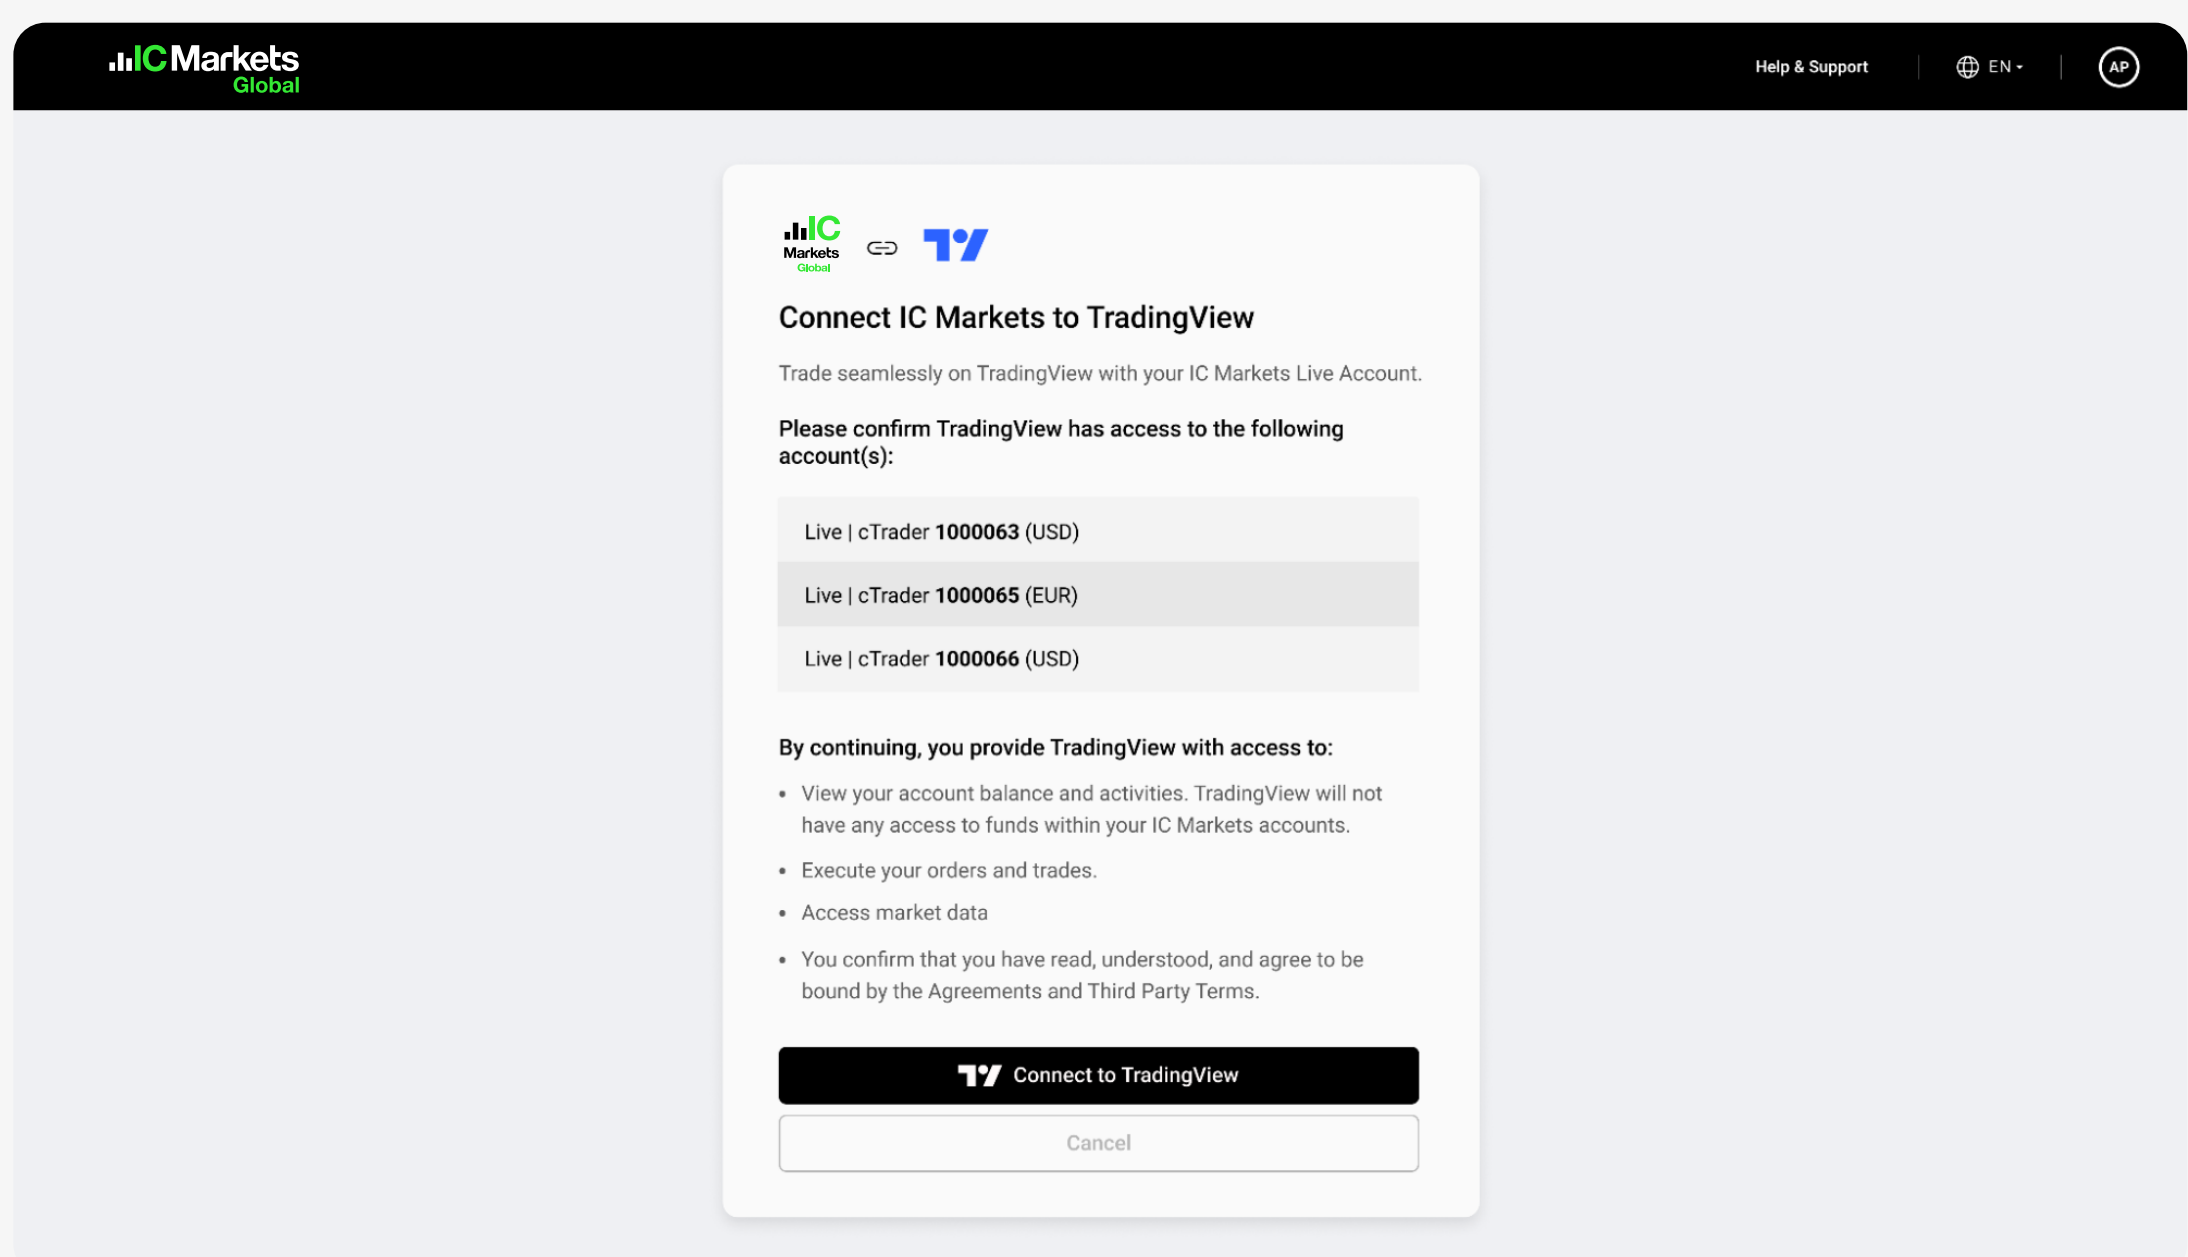 IC Markets
Global
Help & Support
EN
AP
IC
Markets
Global
Connect IC Markets to TradingView
Trade seamlessly on TradingView with your IC Markets Live Account.
Please confirm TradingView has access to the following
account(s):
Live | cTrader 1000063 (USD)
Live | cTrader 1000065 (EUR)
Live | cTrader 1000066 (USD)
By continuing, you provide TradingView with access to:
• View your account balance and activities. TradingView will not
have any access to funds within your IC Markets accounts.
• Execute your orders and trades.
• Access market data
• You confirm that you have read, understood, and agree to be
bound by the Agreements and Third Party Terms.
Connect to TradingView
Cancel